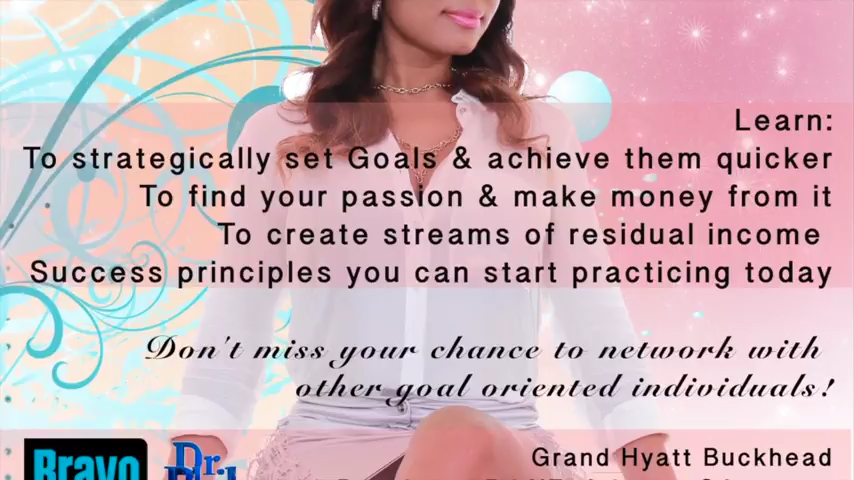 Learn:
To strategically set Goals & achieve them quicker
To find your passion & make money from it
To create streams of residual income
Success principles you can start practicing today
Don't miss your chance to network with
other goal oriented individuals!
Bravo
Dr.
Grand Hyatt Buckhead